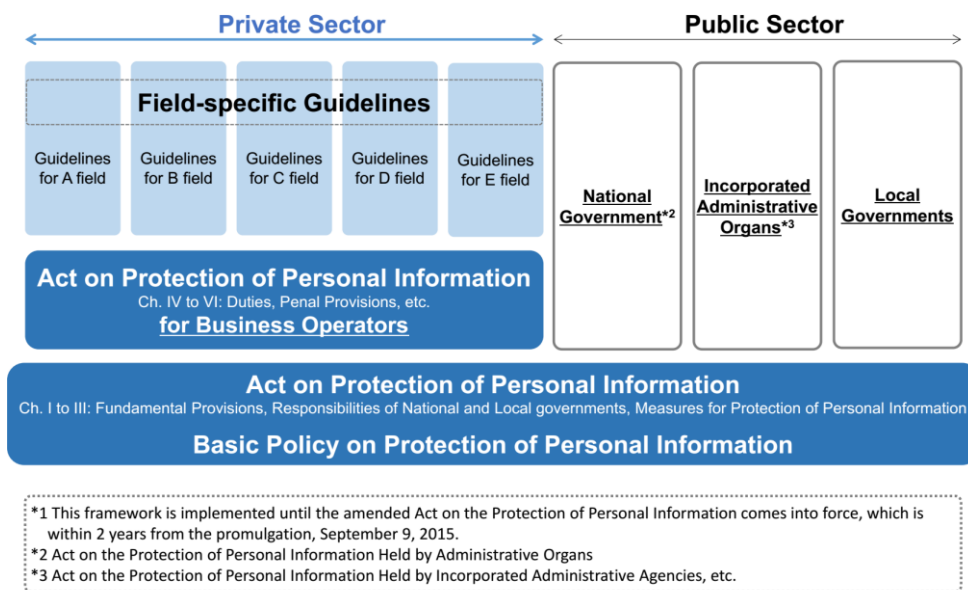 Private Sector
Public Sector
Field-specific Guidelines
Guidelines
for A field
Guidelines
for B field
Guidelines
for C field
Guidelines
for D field
Guidelines
for E field
National
Government*2
Incorporated
Administrative
Organs*3
Local
Governments
Act on Protection of Personal Information
Ch. IV to VI: Duties, Penal Provisions, etc.
for Business Operators
Act on Protection of Personal Information
Ch. I to III: Fundamental Provisions, Responsibilities of National and Local governments, Measures for Protection of Personal Information
Basic Policy on Protection of Personal Information
*1 This framework is implemented until the amended Act on the Protection of Personal Information comes into force, which is
within 2 years from the promulgation, September 9, 2015.
*2 Act on the Protection of Personal Information Held by Administrative Organs
*3 Act on the Protection of Personal Information Held by Incorporated Administrative Agencies, etc.